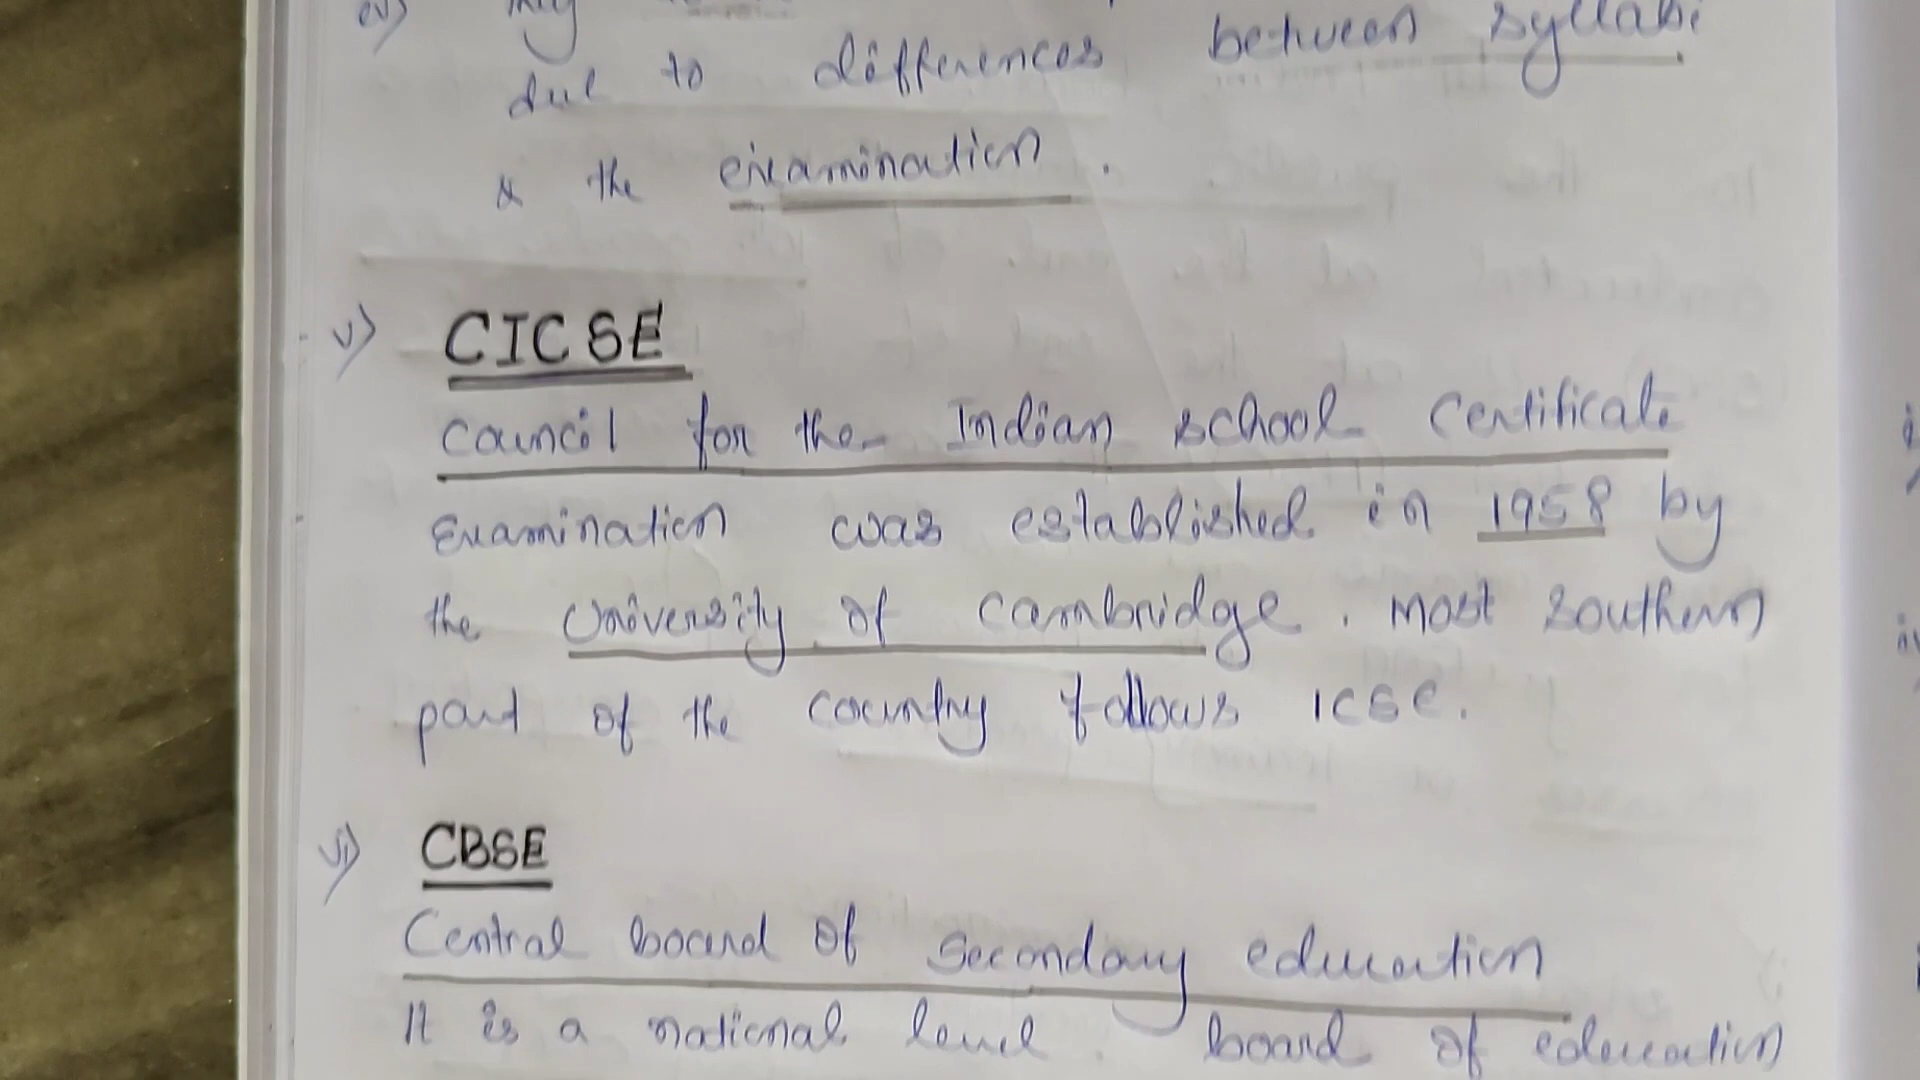 iv) may
due to differences between syllabi
& the examination.
v) CICSE
Council for the Indian school Certificate
Examination was established in 1958 by
the University of Cambridge. Most Southern
part of the country follows ICSE.
vi) CBSE
Central board of Secondary education
It is a national level board of education